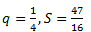 q = 1/4, S = 47/16